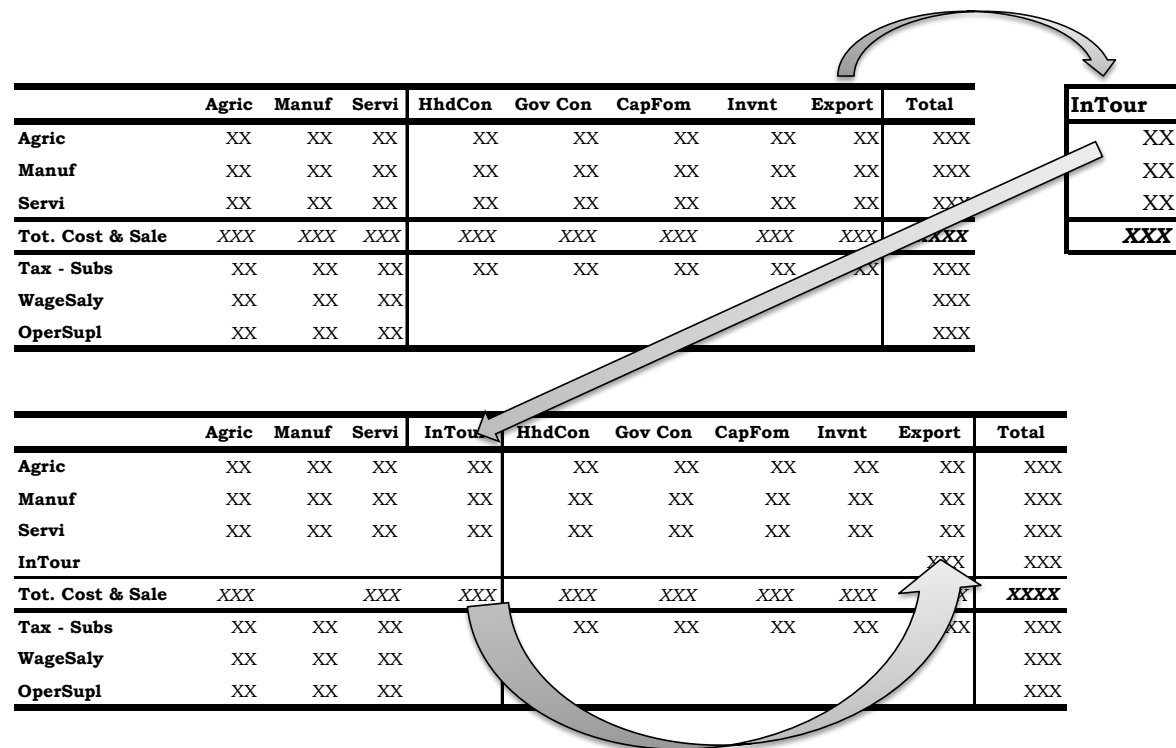 Agric Manuf Servi HhdCon Gov Con CapFom Invnt Export Total
Agric XX XX XX XX XX XX XX XX XXX
Manuf XX XX XX XX XX XX XX XX XXX
Servi XX XX XX XX XX XX XX XX XXX
Tot. Cost & Sale XXX XXX XXX XXX XXX XXX XXX XXX XXXX
Tax - Subs XX XX XX XX XX XX XX XX XXX
WageSaly XX XX XX XXX
OperSupl XX XX XX XXX
InTour
XX
XX
XX
XXX
Agric Manuf Servi InTour HhdCon Gov Con CapFom Invnt Export Total
Agric XX XX XX XX XX XX XX XX XX XXX
Manuf XX XX XX XX XX XX XX XX XX XXX
Servi XX XX XX XX XX XX XX XX XX XXX
InTour XXX XXX
Tot. Cost & Sale XXX XXX XXX XXX XXX XXX XXX XXXX
Tax - Subs XX XX XX XX XX XX XX XX XXX
WageSaly XX XX XX XXX
OperSupl XX XX XX XXX